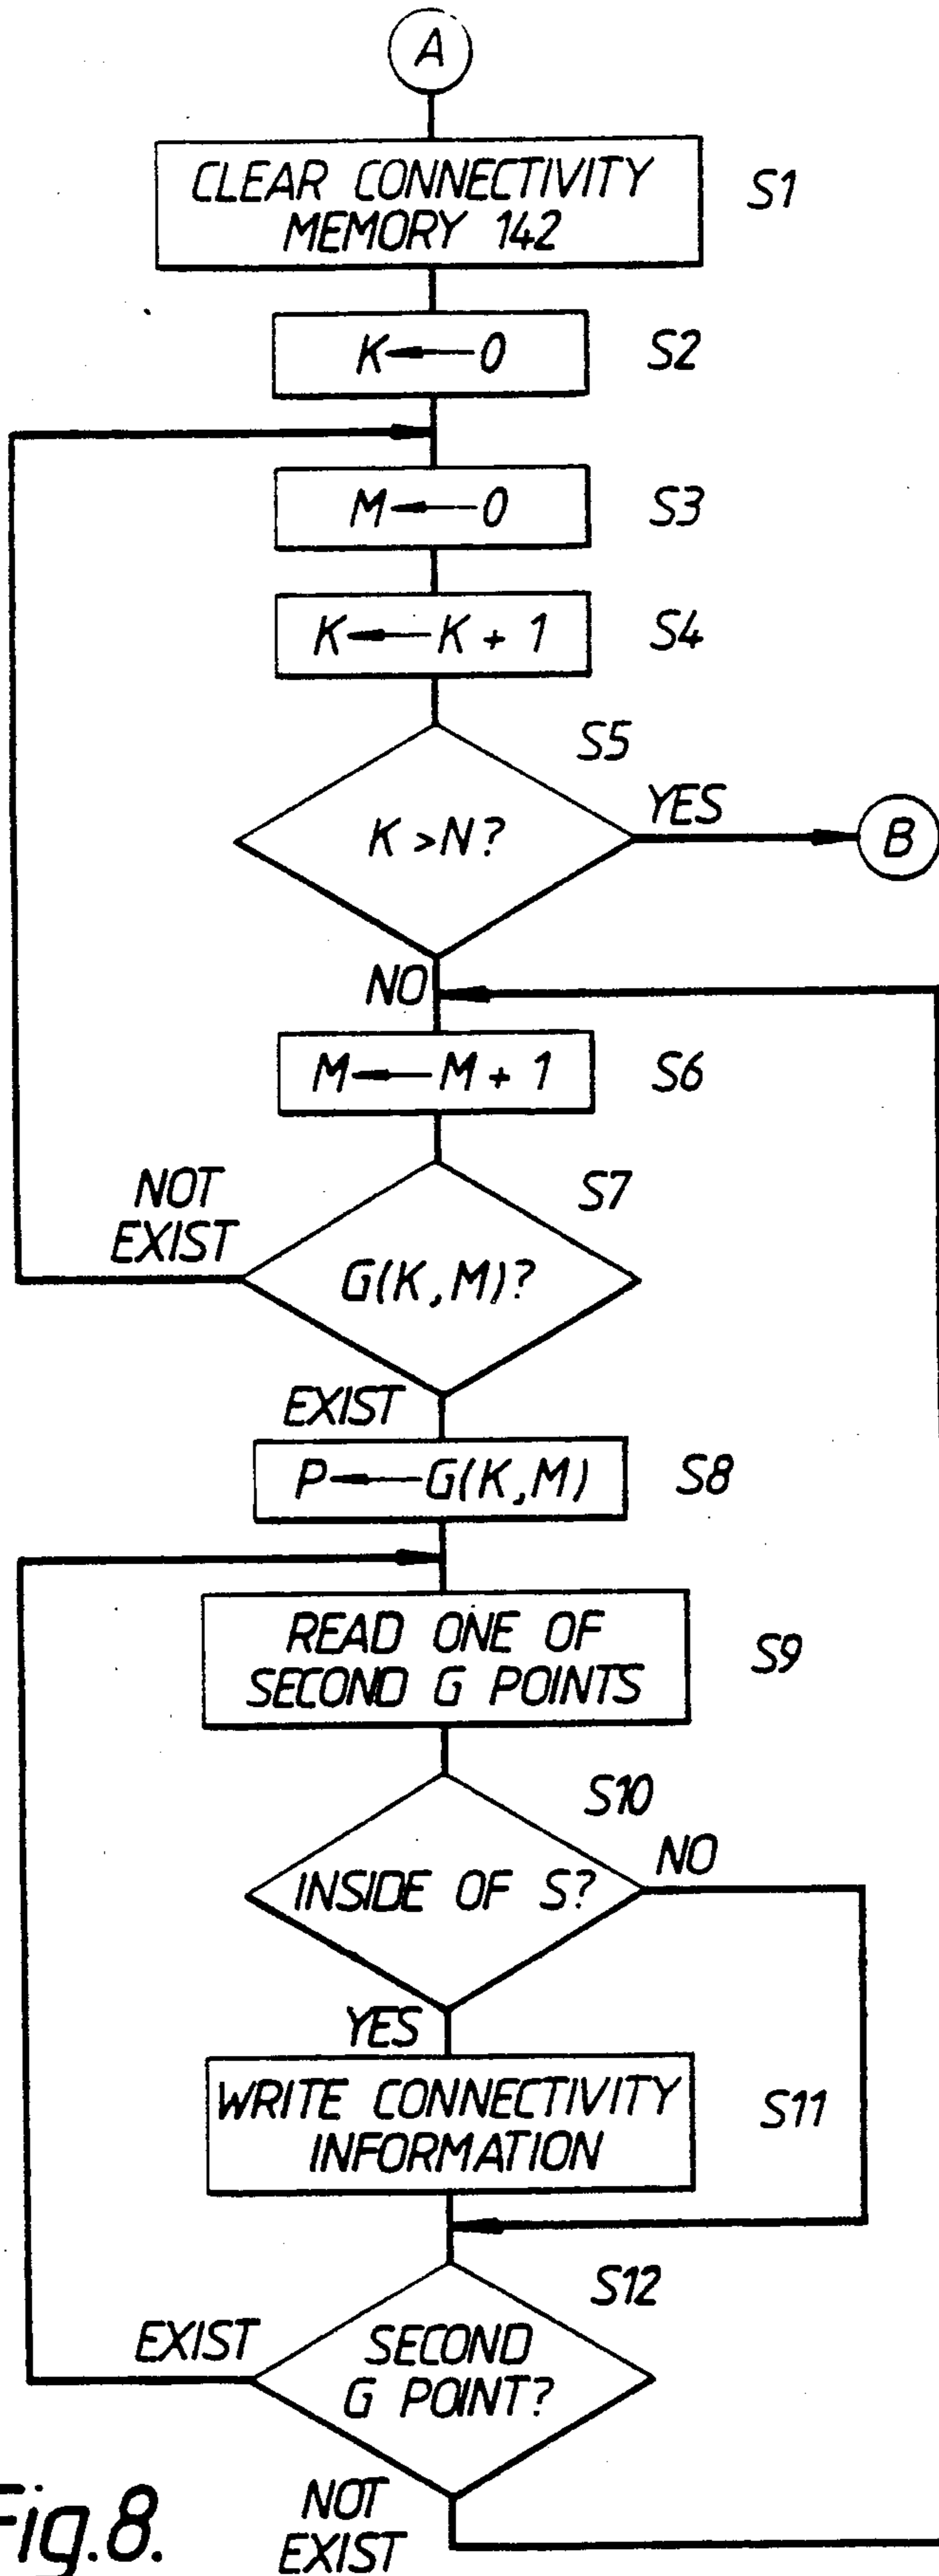 A
CLEAR CONNECTIVITY
MEMORY 142
S1
K←0
S2
M←0
S3
K←K + 1
S4
S5
K >N?
YES
B
NO
M←M + 1
S6
S7
NOT
EXIST
G(K,M)?
EXIST
P←G(K,M)
S8
READ ONE OF
SECOND G POINTS
S9
S10
INSIDE OF S?
NO
YES
WRITE CONNECTIVITY
INFORMATION
S11
S12
EXIST
SECOND
G POINT?
NOT
EXIST
Fig.8.